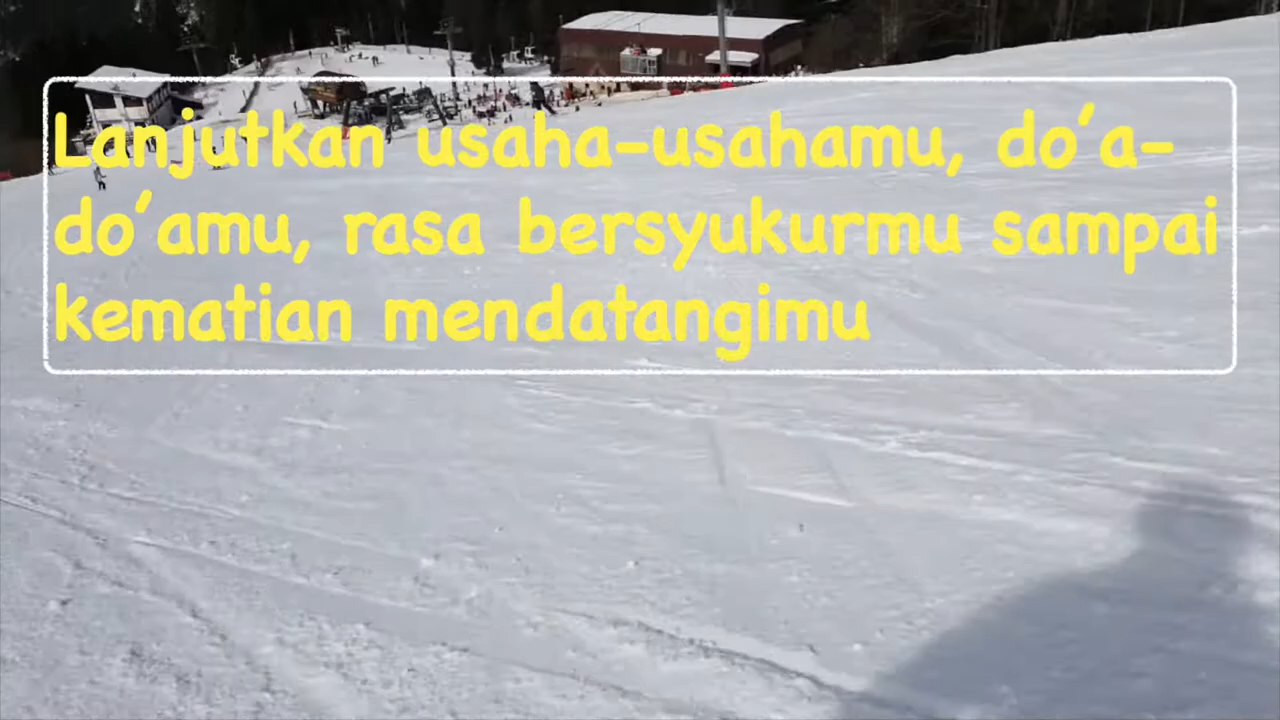 Lanjutkan usaha-usahamu, do'a-
do'amu, rasa bersyukurmu sampai
kematian mendatangimu